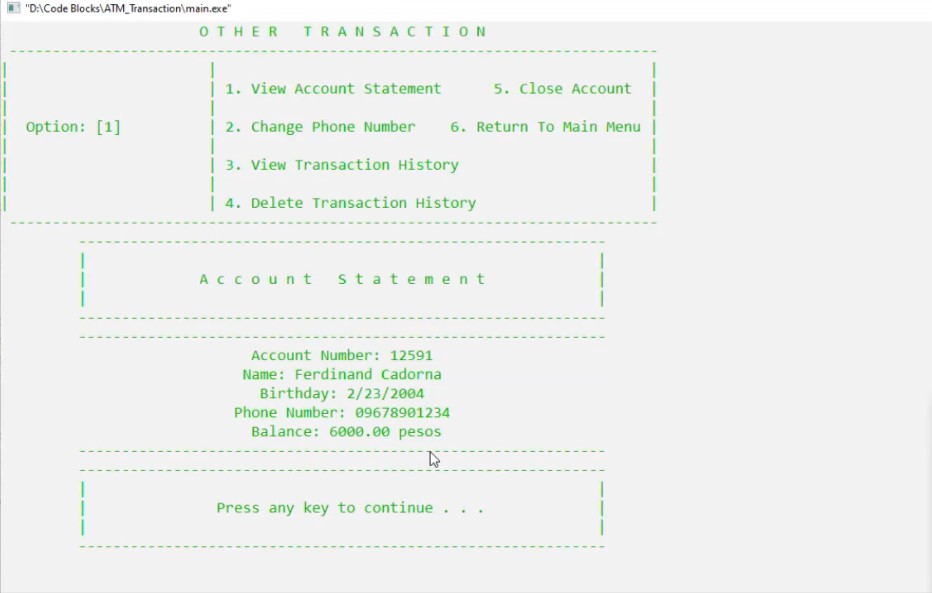 "D:\Code Blocks\ATM_Transaction\main.exe"
O T H E R   T R A N S A C T I O N
1. View Account Statement      5. Close Account
Option: [1]      2. Change Phone Number      6. Return To Main Menu
3. View Transaction History
4. Delete Transaction History
A c c o u n t   S t a t e m e n t
Account Number: 12591
Name: Ferdinand Cadorna
Birthday: 2/23/2004
Phone Number: 09678901234
Balance: 6000.00 pesos
Press any key to continue . . .